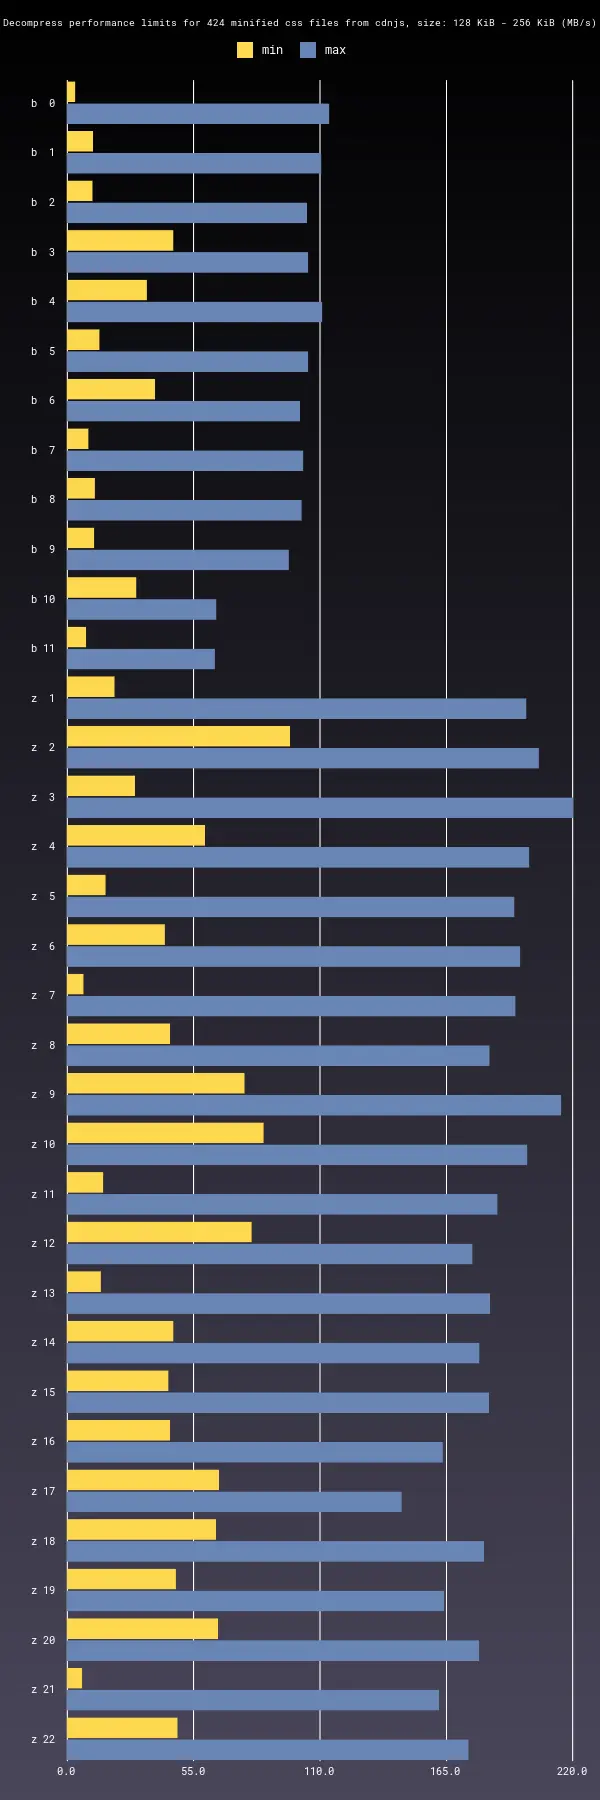 Decompress performance limits for 424 minified css files from cdnjs, size: 128 KiB - 256 KiB (MB/s)
min max
b 0
b 1
b 2
b 3
b 4
b 5
b 6
b 7
b 8
b 9
b 10
b 11
z 1
z 2
z 3
z 4
z 5
z 6
z 7
z 8
z 9
z 10
z 11
z 12
z 13
z 14
z 15
z 16
z 17
z 18
z 19
z 20
z 21
z 22
0.0 55.0 110.0 165.0 220.0